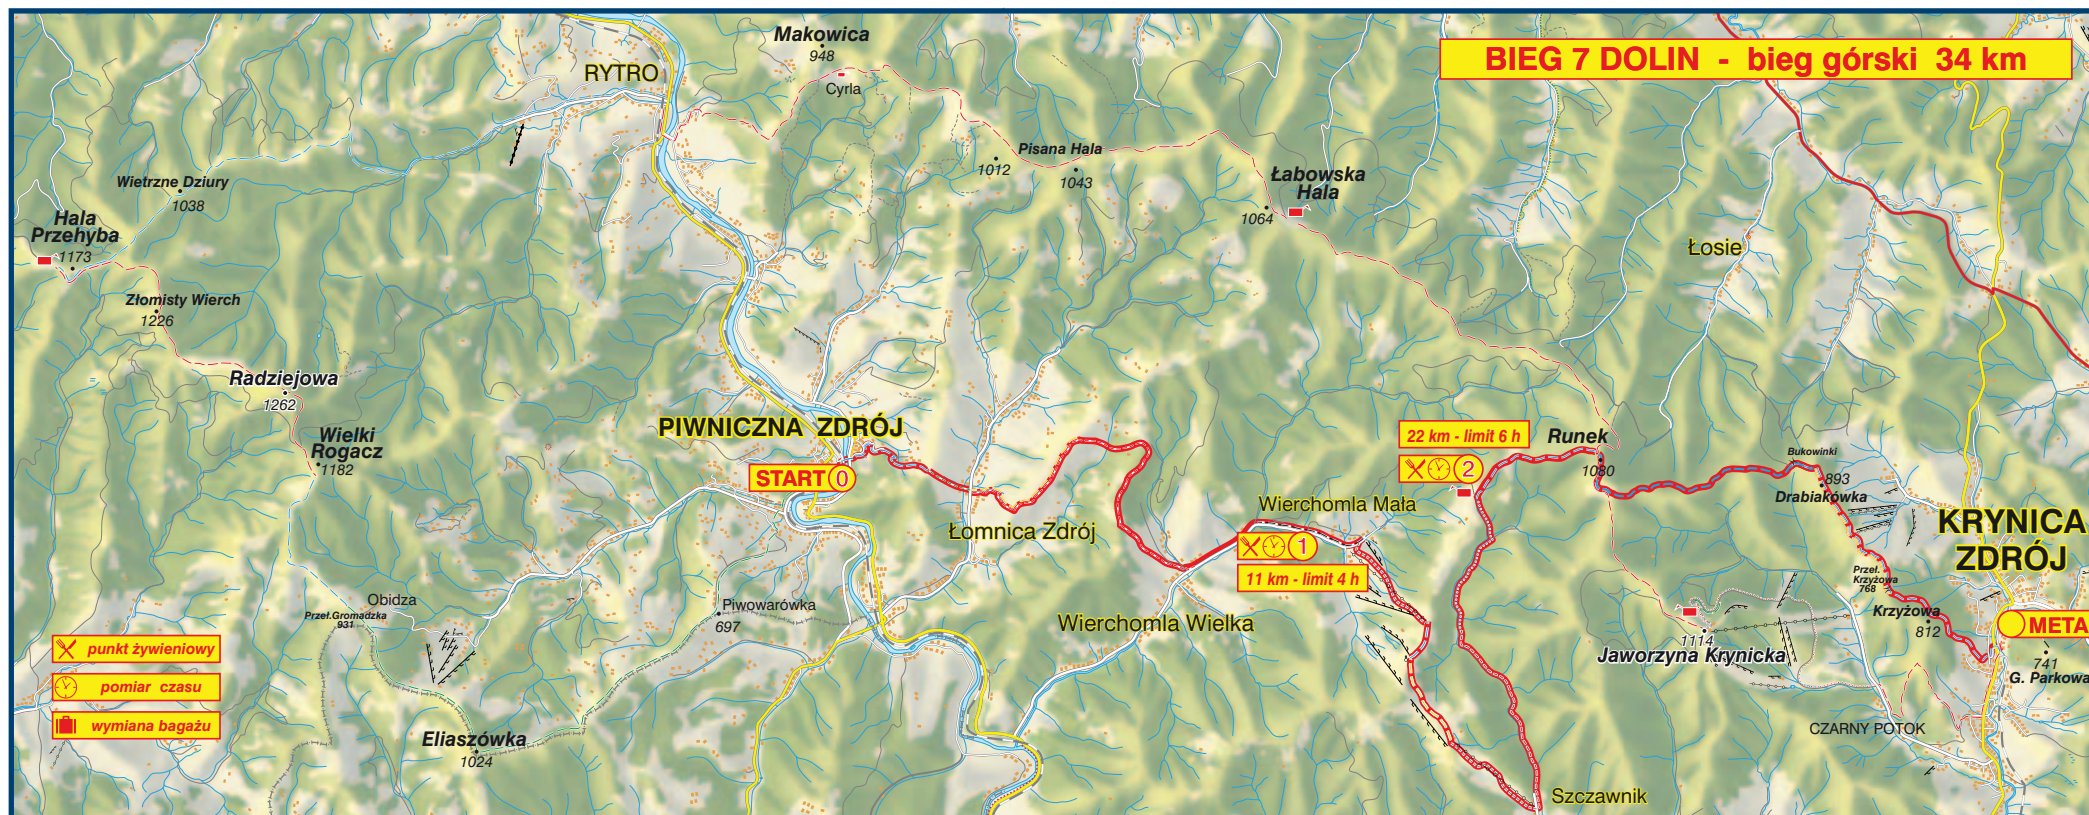 BIEG 7 DOLIN - bieg górski 34 km
Makowica
948
RYTRO
Cyrla
Pisana Hala
1012
1043
Łabowska
Hala
1064
Wietrzne Dziury
1038
Hala
Przehyba
1173
Łosie
Złomisty Wierch
1226
Radziejowa
1262
Wielki
Rogacz
1182
PIWNICZNA ZDRÓJ
START 0
22 km - limit 6 h
2
Runek
1080
Bukowinki
893
Drabiakówka
Wierchomla Mała
1
11 km - limit 4 h
Łomnica Zdrój
KRYNICA
ZDRÓJ
Przeł.
Krzyżowa
768
Krzyżowa
812
META
741
G. Parkowa
Obidza
Przeł.Gromadzka
931
Piwowarówka
697
Wierchomla Wielka
1114
Jaworzyna Krynicka
punkt żywieniowy
pomiar czasu
wymiana bagażu
Eliaszówka
1024
CZARNY POTOK
Szczawnik